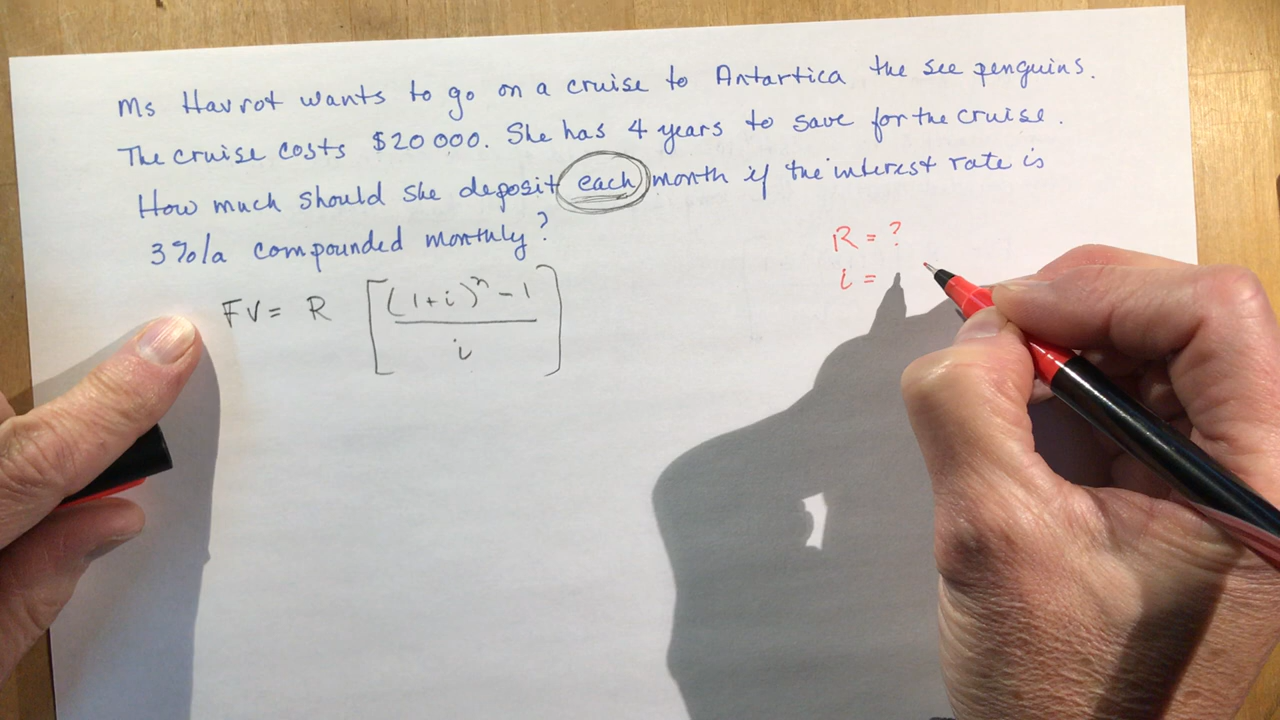 Ms Havrot wants to go on a cruise to Antartica the see penguins.
The cruise costs $20 000. She has 4 years to save for the cruise.
How much should she deposit each month if the interest rate is
3%/a compounded monthly?
R = ?
i =
FV = R [ (1+i)^n - 1 / i ]